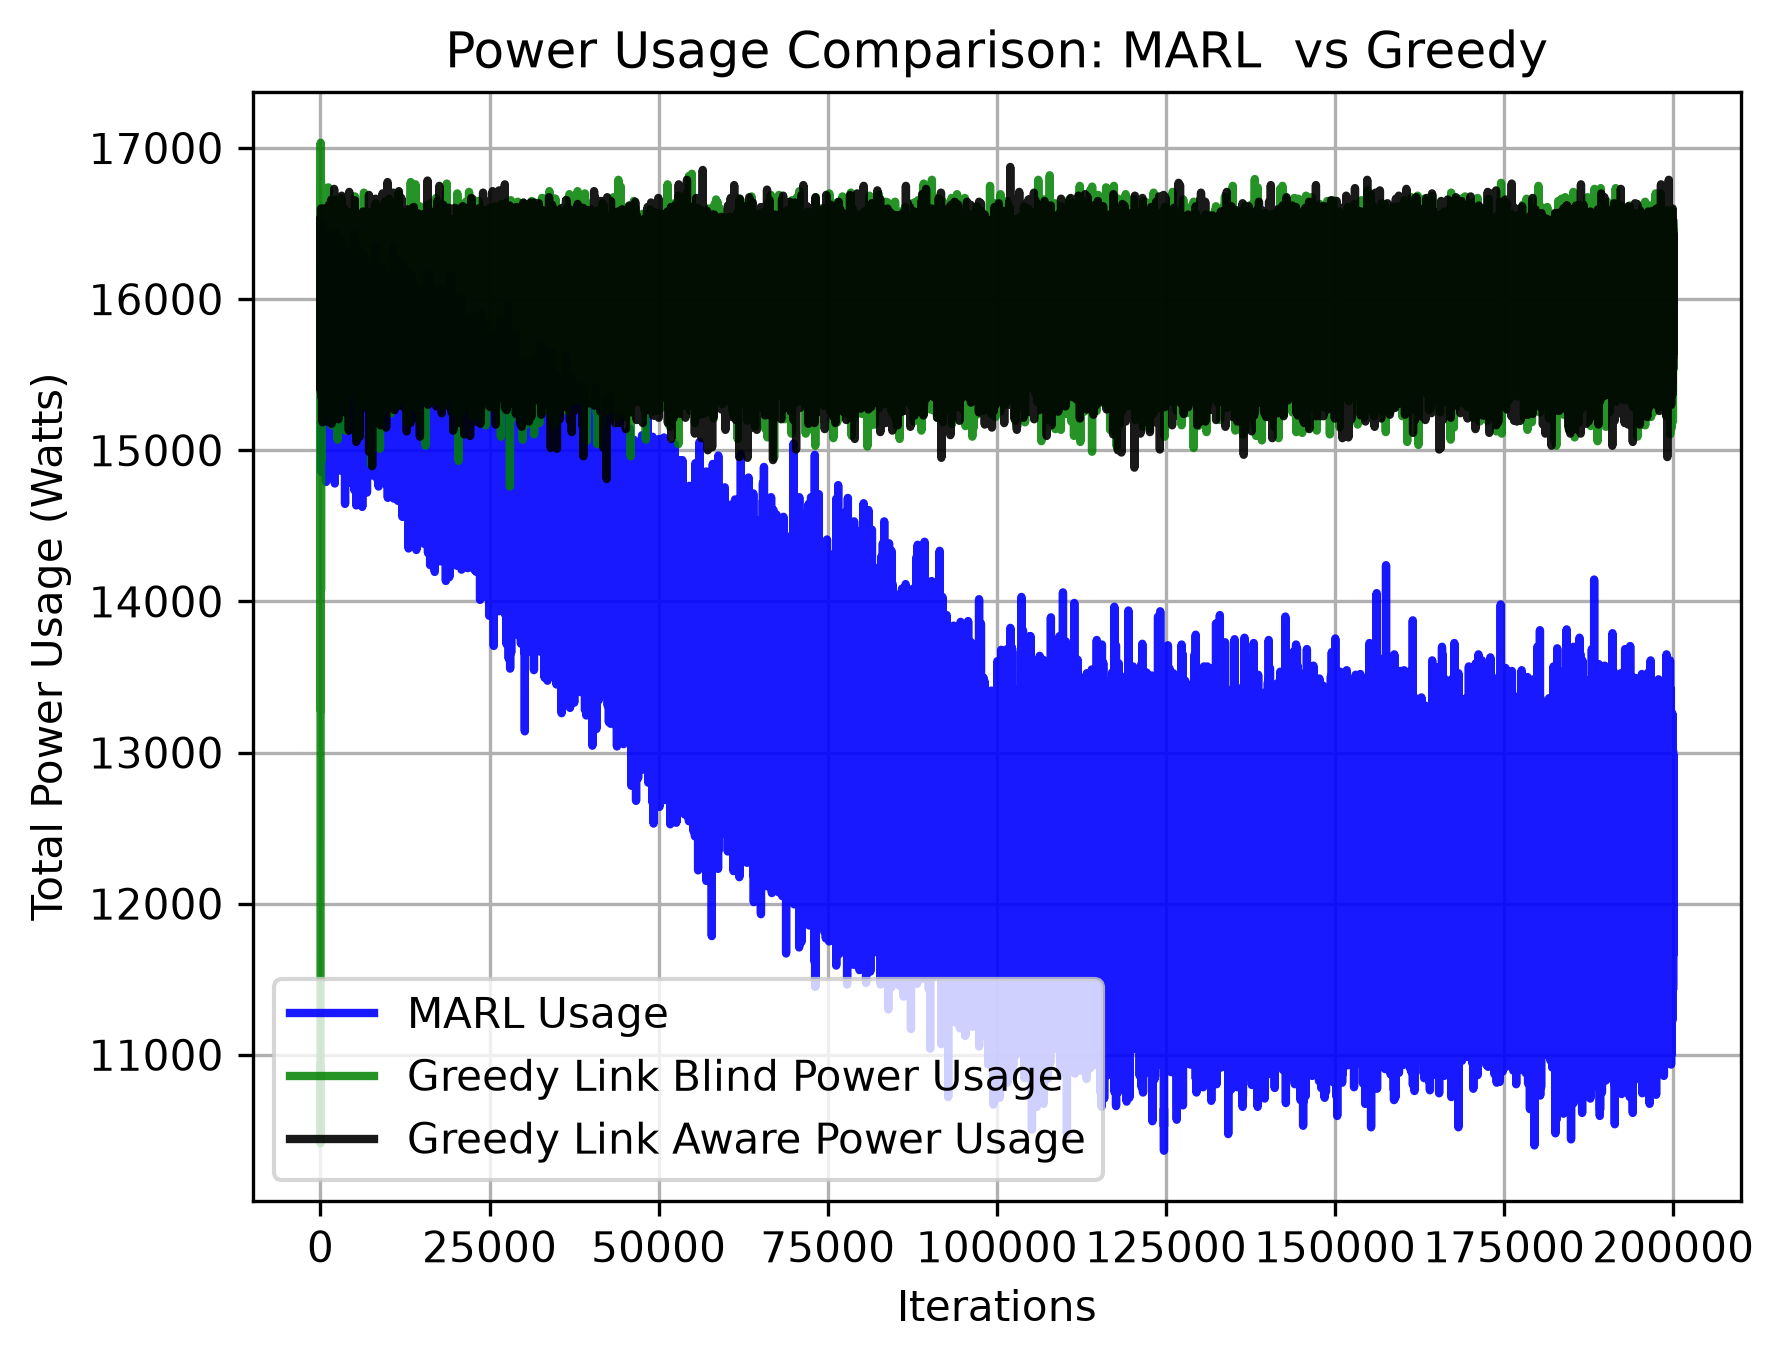 Power Usage Comparison: MARL  vs Greedy
Total Power Usage (Watts)
17000
16000
15000
14000
13000
12000
11000
MARL Usage
Greedy Link Blind Power Usage
Greedy Link Aware Power Usage
0 25000 50000 75000 100000 125000 150000 175000 200000
Iterations